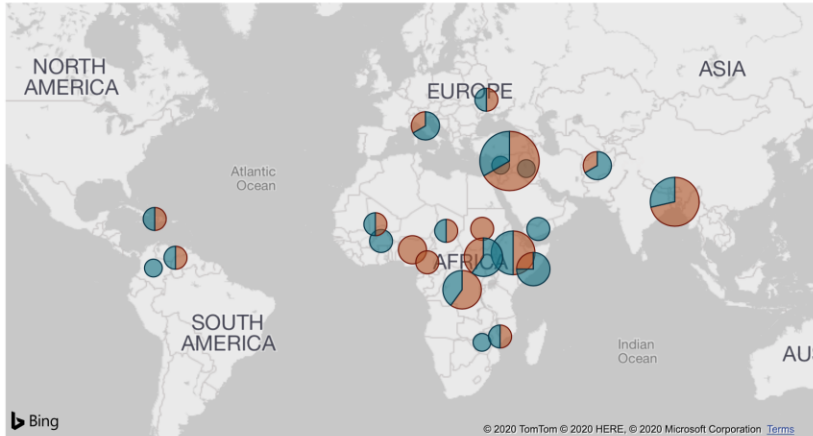 NORTH
AMERICA
EUROPE
ASIA
Atlantic
Ocean
AFRICA
SOUTH
AMERICA
Indian
Ocean
AUS
Bing
© 2020 TomTom © 2020 HERE, © 2020 Microsoft Corporation Terms